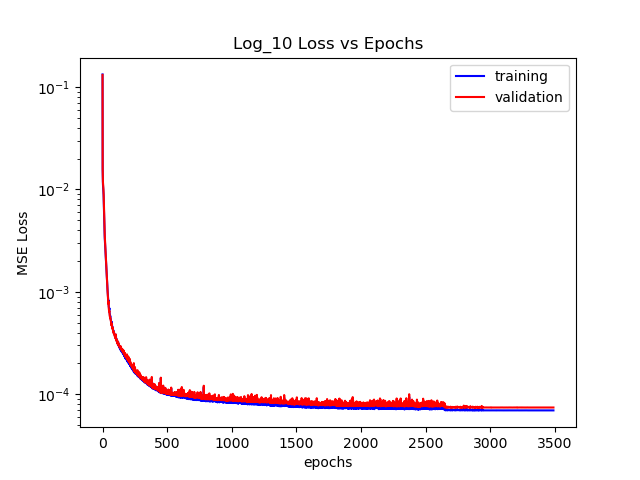 Log_10 Loss vs Epochs
training
validation
MSE Loss
10⁻¹
10⁻²
10⁻³
10⁻⁴
0 500 1000 1500 2000 2500 3000 3500
epochs